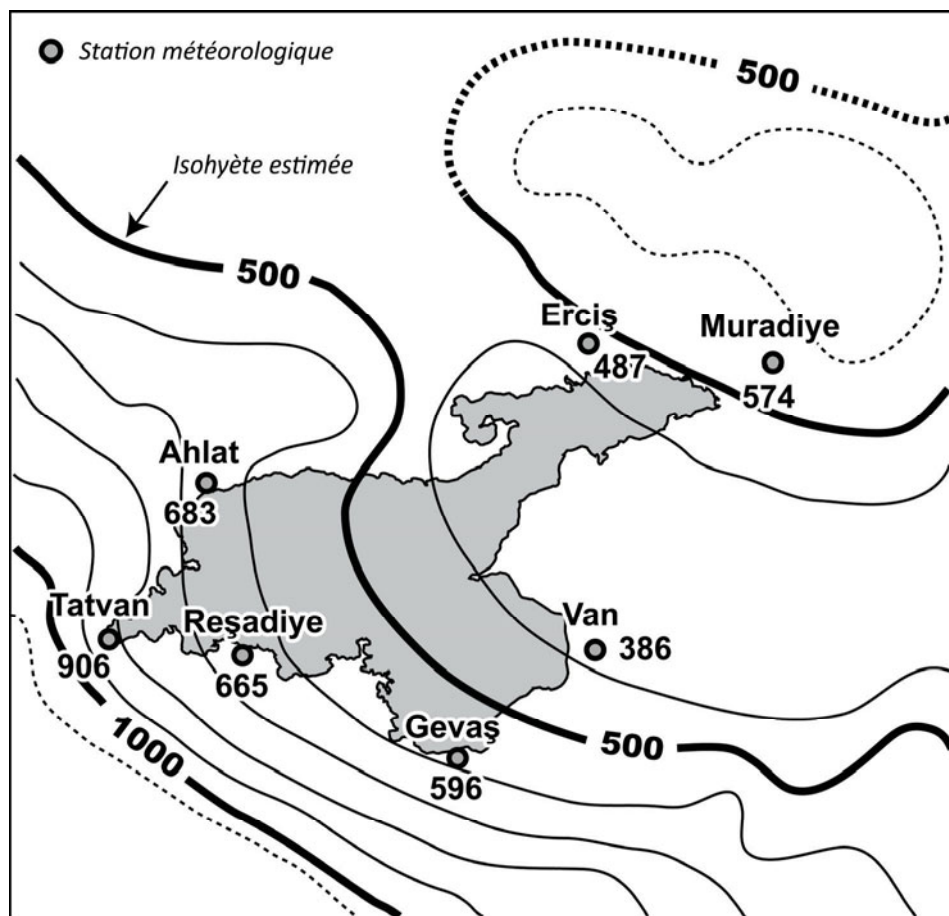 Station météorologique
500
Isohyète estimée
500
Erciş
487
Muradiye
574
Ahlat
683
Tatvan
906
Reşadiye
665
Van
386
Gevaş
596
500
1000